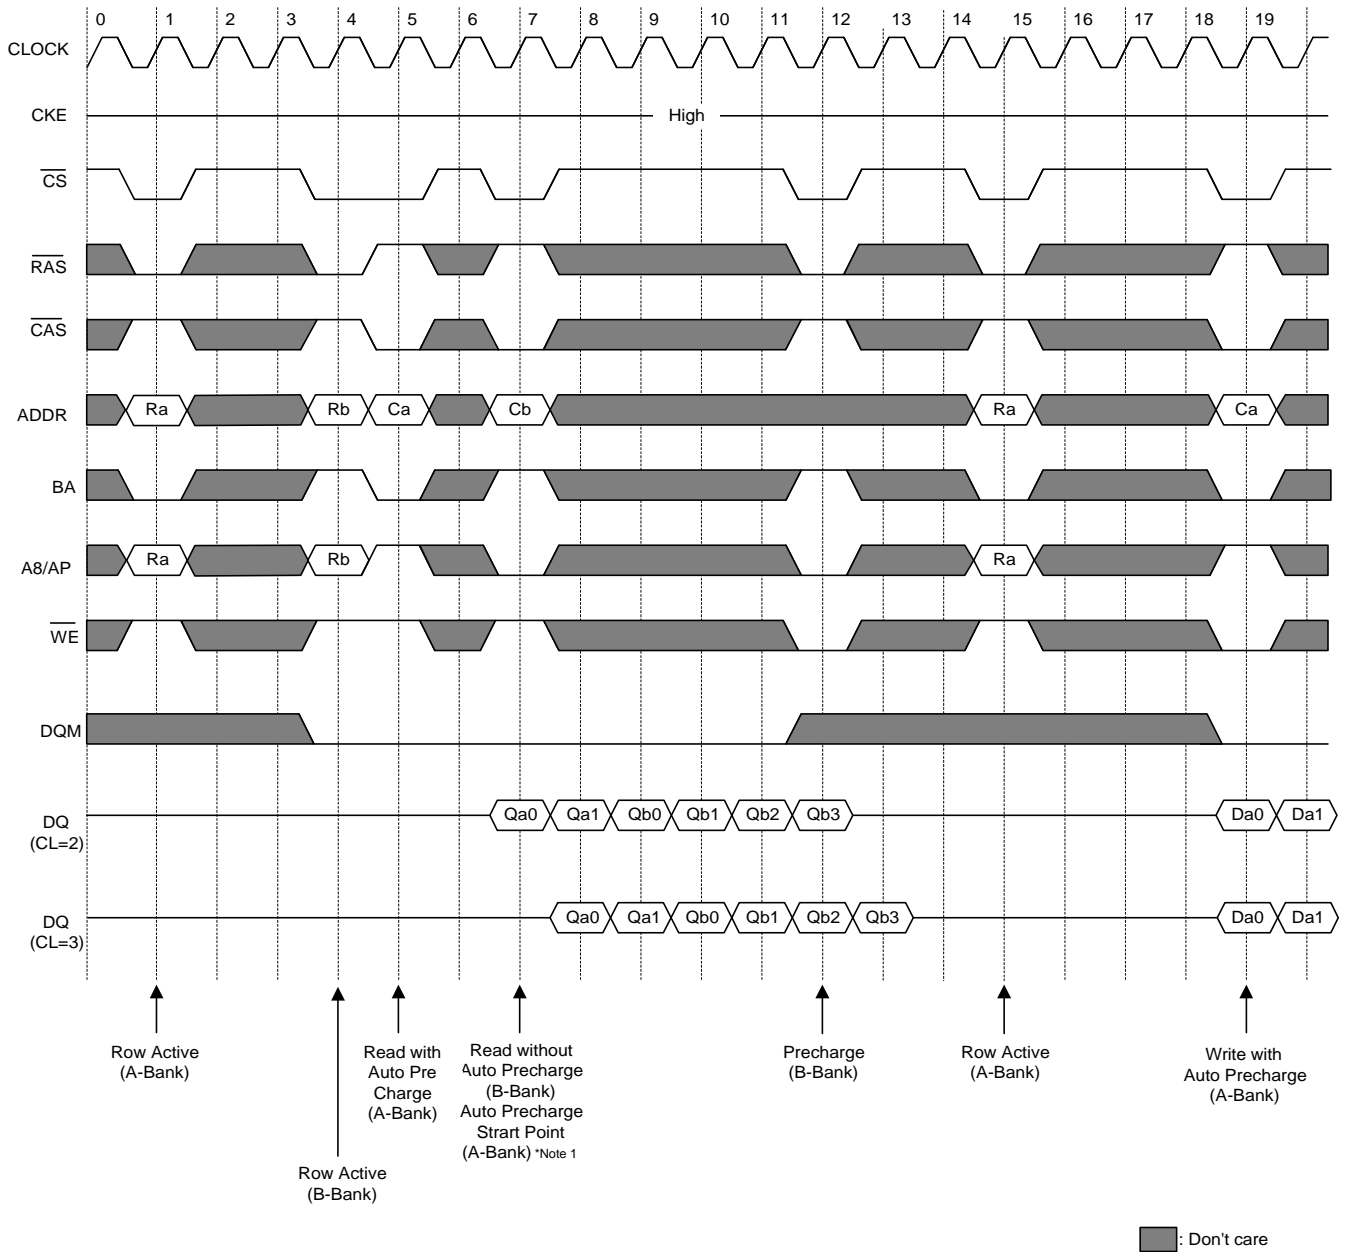 0 1 2 3 4 5 6 7 8 9 10 11 12 13 14 15 16 17 18 19
CLOCK
CKE High
CS
RAS
CAS
ADDR Ra Rb Ca Cb Ra Ca
BA
A8/AP Ra Rb Ra
WE
DQM
DQ
(CL=2)
Qa0 Qa1 Qb0 Qb1 Qb2 Qb3 Da0 Da1
DQ
(CL=3)
Qa0 Qa1 Qb0 Qb1 Qb2 Qb3 Da0 Da1
Row Active
(A-Bank)
Row Active
(B-Bank)
Read with
Auto Pre
Charge
(A-Bank)
Read without
Auto Precharge
(B-Bank)
Auto Precharge
Strart Point
(A-Bank) *Note 1
Precharge
(B-Bank)
Row Active
(A-Bank)
Write with
Auto Precharge
(A-Bank)
: Don't care